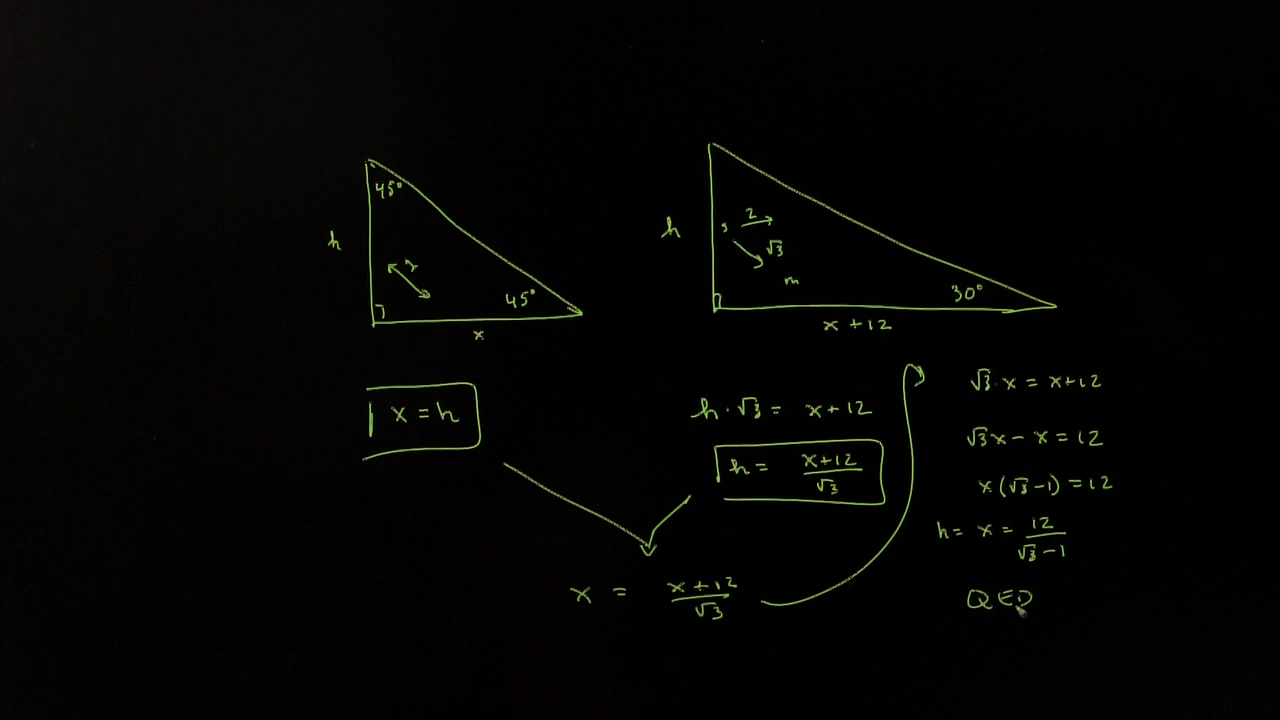 45°
h
45°
x
x = h
h
2
s
√3
m
30°
x + 12
h · √3 = x + 12
h = x+12 / √3
x = x+12 / √3
√3 · x = x+12
√3x − x = 12
x (√3−1) = 12
h = x = 12 / √3−1
QED